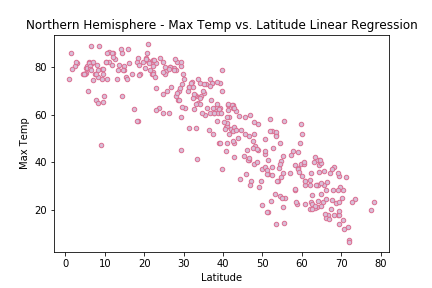 Northern Hemisphere - Max Temp vs. Latitude Linear Regression
80
60
40
20
Max Temp
0 10 20 30 40 50 60 70 80
Latitude